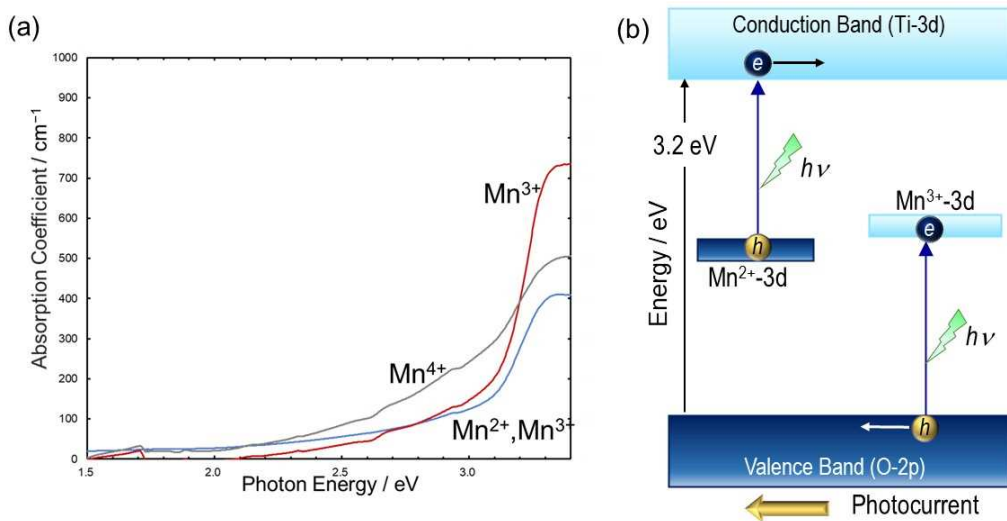 (a)
1000
900
800
700
600
500
400
300
200
100
0
Absorption Coefficient / cm⁻¹
Mn³⁺
Mn⁴⁺
Mn²⁺,Mn³⁺
1.5
2.0
2.5
3.0
Photon Energy / eV
(b)
Conduction Band (Ti-3d)
e
3.2 eV
hν
Mn³⁺-3d
h
e
Mn²⁺-3d
Energy / eV
hν
h
Valence Band (O-2p)
Photocurrent